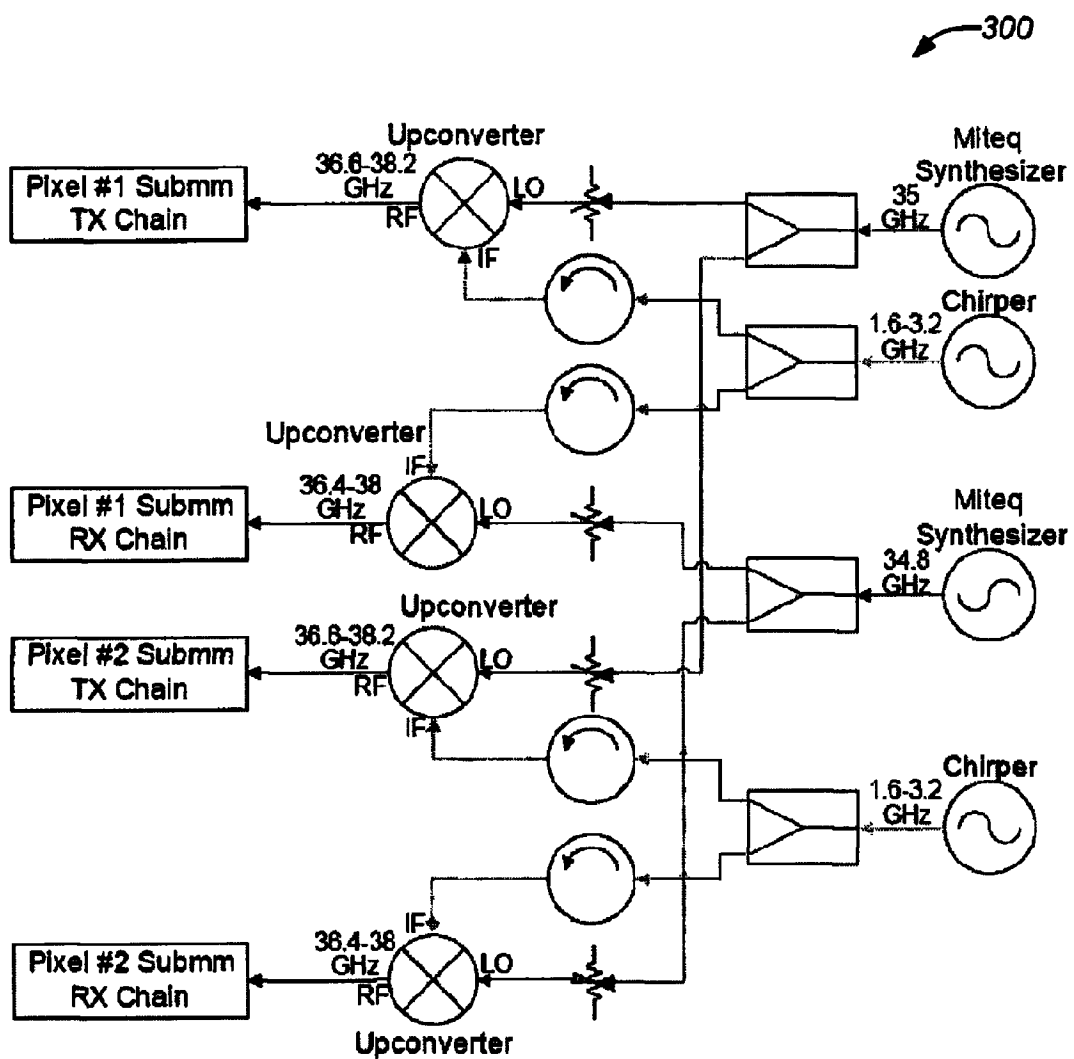 300
Upconverter
Miteq
Synthesizer
36.6-38.2
GHz
RF
LO
IF
35
GHz
Pixel #1 Submm
TX Chain
Chirper
1.6-3.2
GHz
Upconverter
IF
36.4-38
GHz
RF
LO
Pixel #1 Submm
RX Chain
Miteq
Synthesizer
34.8
GHz
Upconverter
36.6-38.2
GHz
RF
LO
IF
Pixel #2 Submm
TX Chain
Chirper
1.6-3.2
GHz
IF
36.4-38
GHz
RF
LO
Pixel #2 Submm
RX Chain
Upconverter